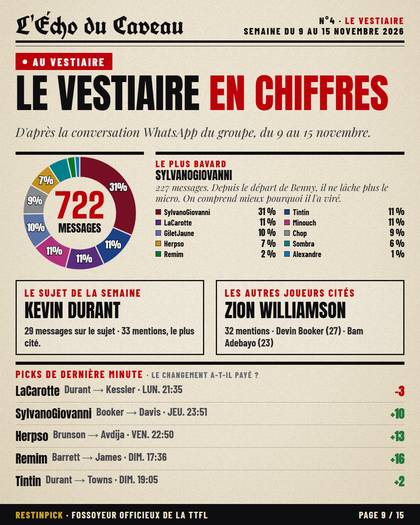 L'Écho du Caveau
N°4 · LE VESTIAIRE
SEMAINE DU 9 AU 15 NOVEMBRE 2026
• AU VESTIAIRE
LE VESTIAIRE EN CHIFFRES
D'après la conversation WhatsApp du groupe, du 9 au 15 novembre.
722
MESSAGES
31%
11%
11%
11%
10%
9%
7%
LE PLUS BAVARD
SYLVANOGIOVANNI
227 messages. Depuis le départ de Benny, il ne lâche plus le
micro. On comprend mieux pourquoi il l'a viré.
SylvanoGiovanni 31 % Tintin 11 %
LaCarotte 11 % Minouch 11 %
GiletJaune 10 % Chop 9 %
Herpso 7 % Sombra 6 %
Remim 2 % Alexandre 1 %
LE SUJET DE LA SEMAINE
KEVIN DURANT
29 messages sur le sujet · 33 mentions, le plus
cité.
LES AUTRES JOUEURS CITÉS
ZION WILLIAMSON
32 mentions · Devin Booker (27) · Bam
Adebayo (23)
PICKS DE DERNIÈRE MINUTE · LE CHANGEMENT A-T-IL PAYÉ ?
LaCarotte Durant → Kessler · LUN. 21:35 -3
SylvanoGiovanni Booker → Davis · JEU. 23:51 +10
Herpso Brunson → Avdija · VEN. 22:50 +13
Remim Barrett → James · DIM. 17:36 +16
Tintin Durant → Towns · DIM. 19:05 +2
RESTINPICK · FOSSOYEUR OFFICIEUX DE LA TTFL
PAGE 9 / 15